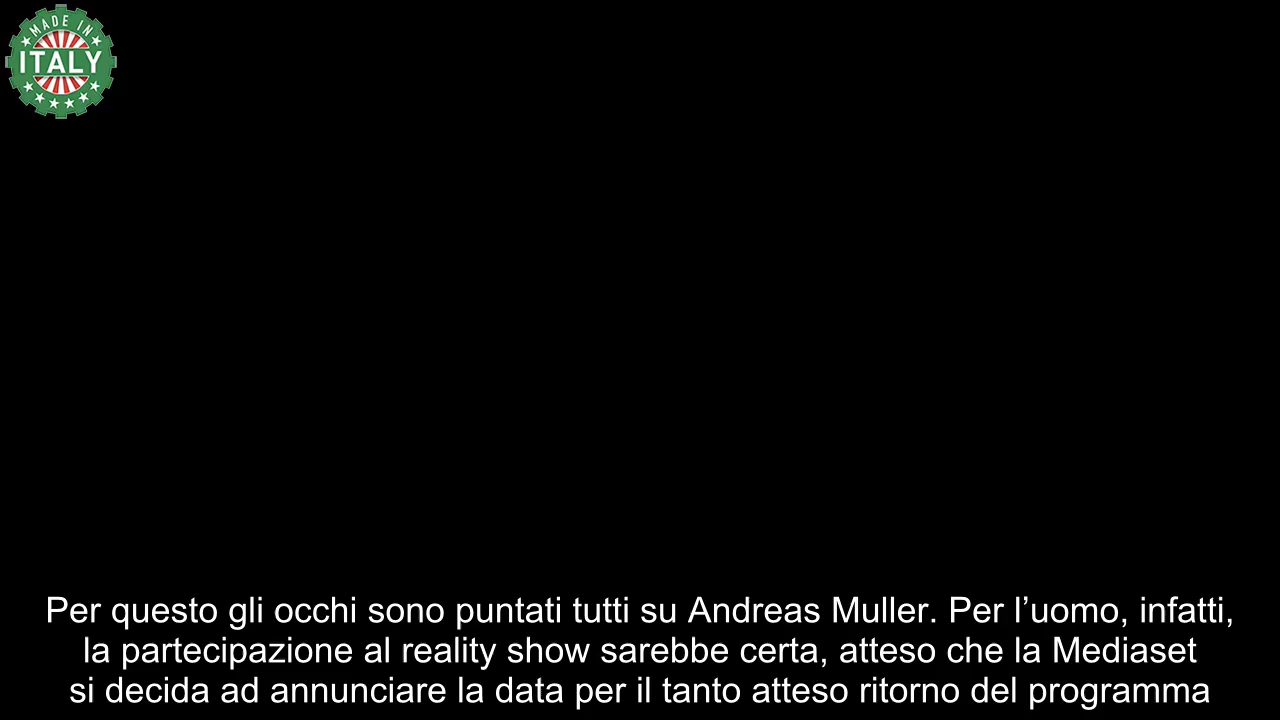 MADE IN
ITALY
Per questo gli occhi sono puntati tutti su Andreas Muller. Per l’uomo, infatti,
la partecipazione al reality show sarebbe certa, atteso che la Mediaset
si decida ad annunciare la data per il tanto atteso ritorno del programma